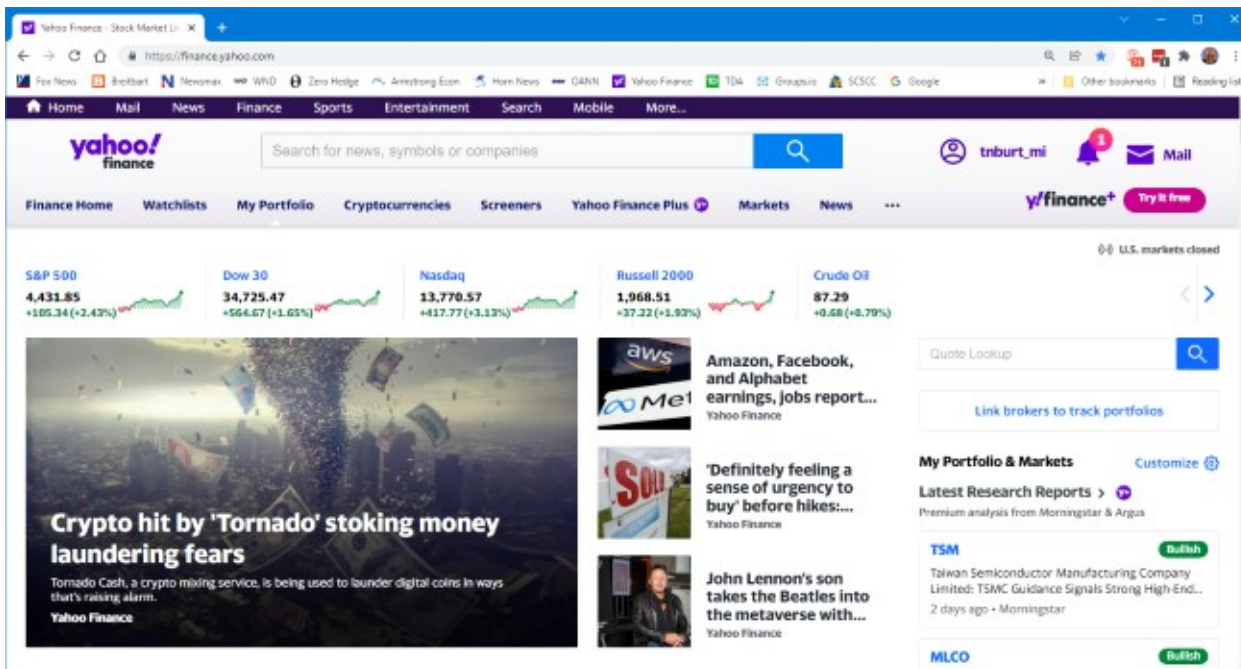 Yahoo Finance - Stock Market Li
https://finance.yahoo.com
Fox News Breitbart Newsmax WND Zero Hedge Armstrong Econ Horn News OANN Yahoo Finance TDA Groups.io SCSCC Google » Other bookmarks Reading list
Home Mail News Finance Sports Entertainment Search Mobile More...
yahoo!
finance
Search for news, symbols or companies
tnburt_mi
1
Mail
Finance Home Watchlists My Portfolio Cryptocurrencies Screeners Yahoo Finance Plus Markets News ...
y!finance+ Try it free
U.S. markets closed
S&P 500
4,431.85
+105.34 (+2.43%)
Dow 30
34,725.47
+564.67 (+1.65%)
Nasdaq
13,770.57
+417.77 (+3.13%)
Russell 2000
1,968.51
+37.22 (+1.93%)
Crude Oil
87.29
+0.68 (+0.79%)
Crypto hit by 'Tornado' stoking money
laundering fears
Tornado Cash, a crypto mixing service, is being used to launder digital coins in ways
that's raising alarm.
Yahoo Finance
aws
Met
Amazon, Facebook,
and Alphabet
earnings, jobs report...
Yahoo Finance
SOLD
'Definitely feeling a
sense of urgency to
buy' before hikes:...
Yahoo Finance
John Lennon's son
takes the Beatles into
the metaverse with...
Yahoo Finance
Quote Lookup
Link brokers to track portfolios
My Portfolio & Markets Customize
Latest Research Reports >
Premium analysis from Morningstar & Argus
TSM Bullish
Taiwan Semiconductor Manufacturing Company
Limited: TSMC Guidance Signals Strong High-End...
2 days ago • Morningstar
MLCO Bullish